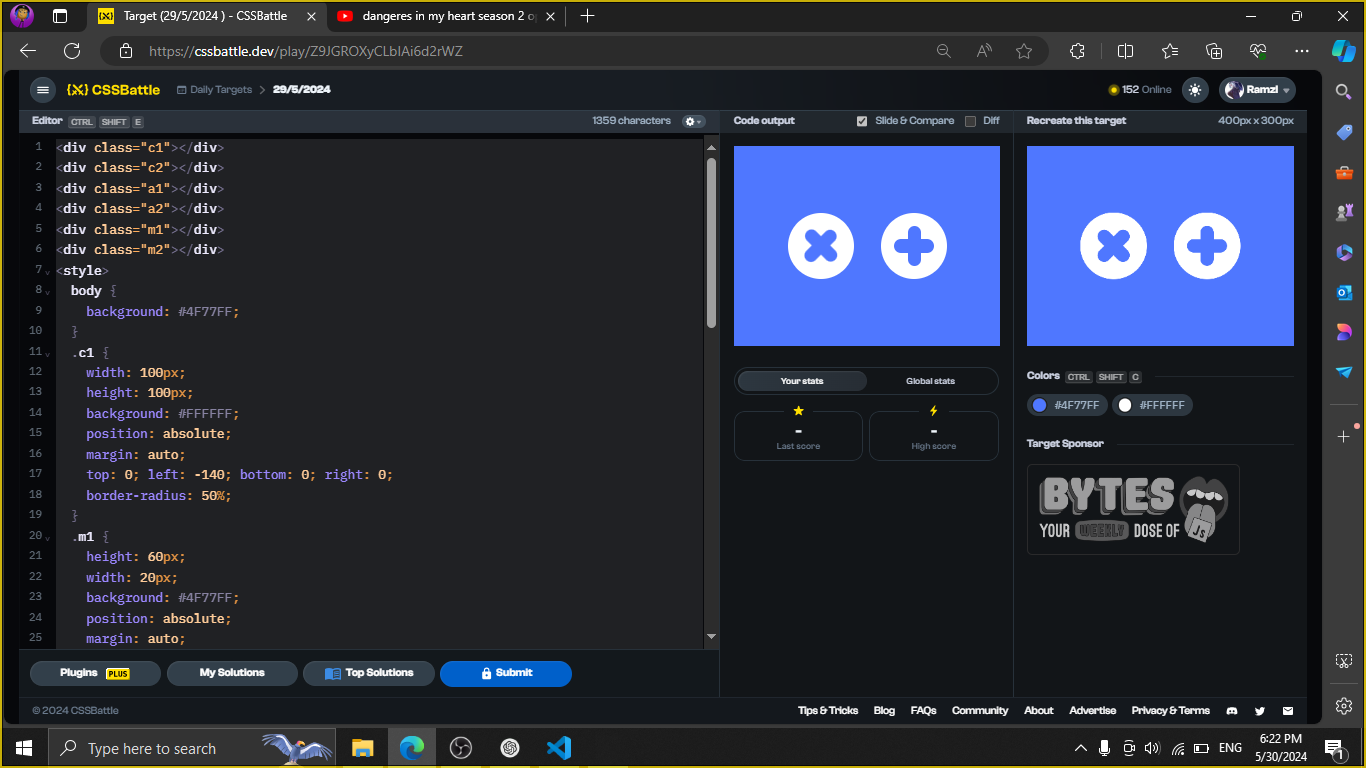 Target (29/5/2024 ) - CSSBattle
dangeres in my heart season 2 o
https://cssbattle.dev/play/Z9JGROXyCLbIAi6d2rWZ
{X} CSSBattle
Daily Targets > 29/5/2024
152 Online
Ramzi
Editor CTRL SHIFT E
1359 characters
Code output
Slide & Compare
Diff
Recreate this target
400px x 300px
1 <div class="c1"></div>
2 <div class="c2"></div>
3 <div class="a1"></div>
4 <div class="a2"></div>
5 <div class="m1"></div>
6 <div class="m2"></div>
7 <style>
8 body {
9 background: #4F77FF;
10 }
11 .c1 {
12 width: 100px;
13 height: 100px;
14 background: #FFFFFF;
15 position: absolute;
16 margin: auto;
17 top: 0; left: -140; bottom: 0; right: 0;
18 border-radius: 50%;
19 }
20 .m1 {
21 height: 60px;
22 width: 20px;
23 background: #4F77FF;
24 position: absolute;
25 margin: auto;
Your stats
Global stats
-
Last score
-
High score
Colors CTRL SHIFT C
#4F77FF
#FFFFFF
Target Sponsor
BYTES
YOUR WEEKLY DOSE OF
JS
Plugins PLUS
My Solutions
Top Solutions
Submit
© 2024 CSSBattle
Tips & Tricks
Blog
FAQs
Community
About
Advertise
Privacy & Terms
Type here to search
ENG
6:22 PM
5/30/2024
1